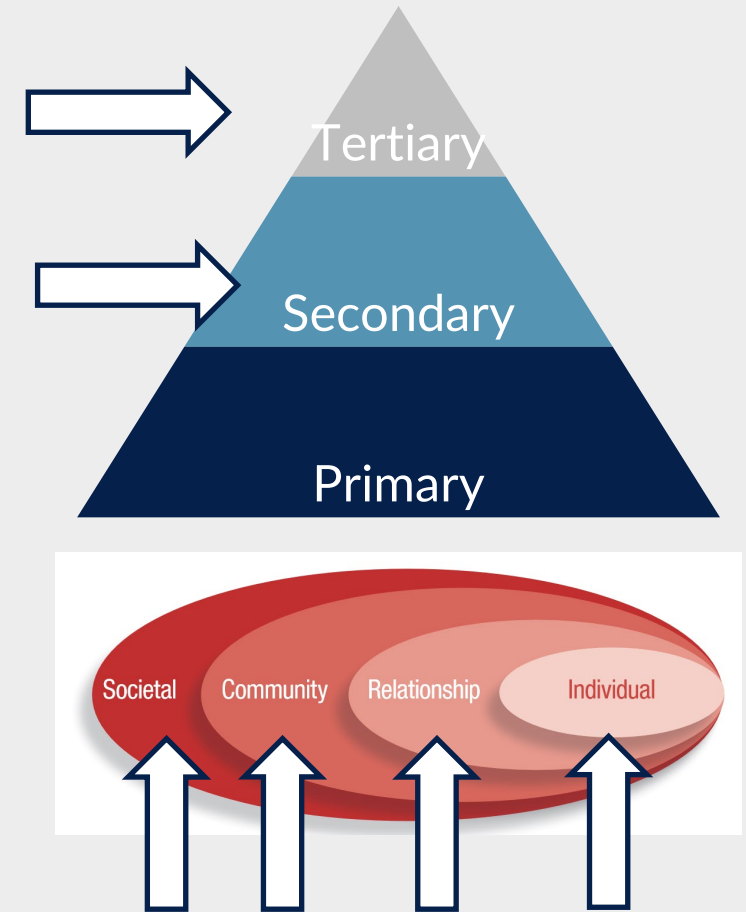 Tertiary
Secondary
Primary
Societal Community Relationship Individual